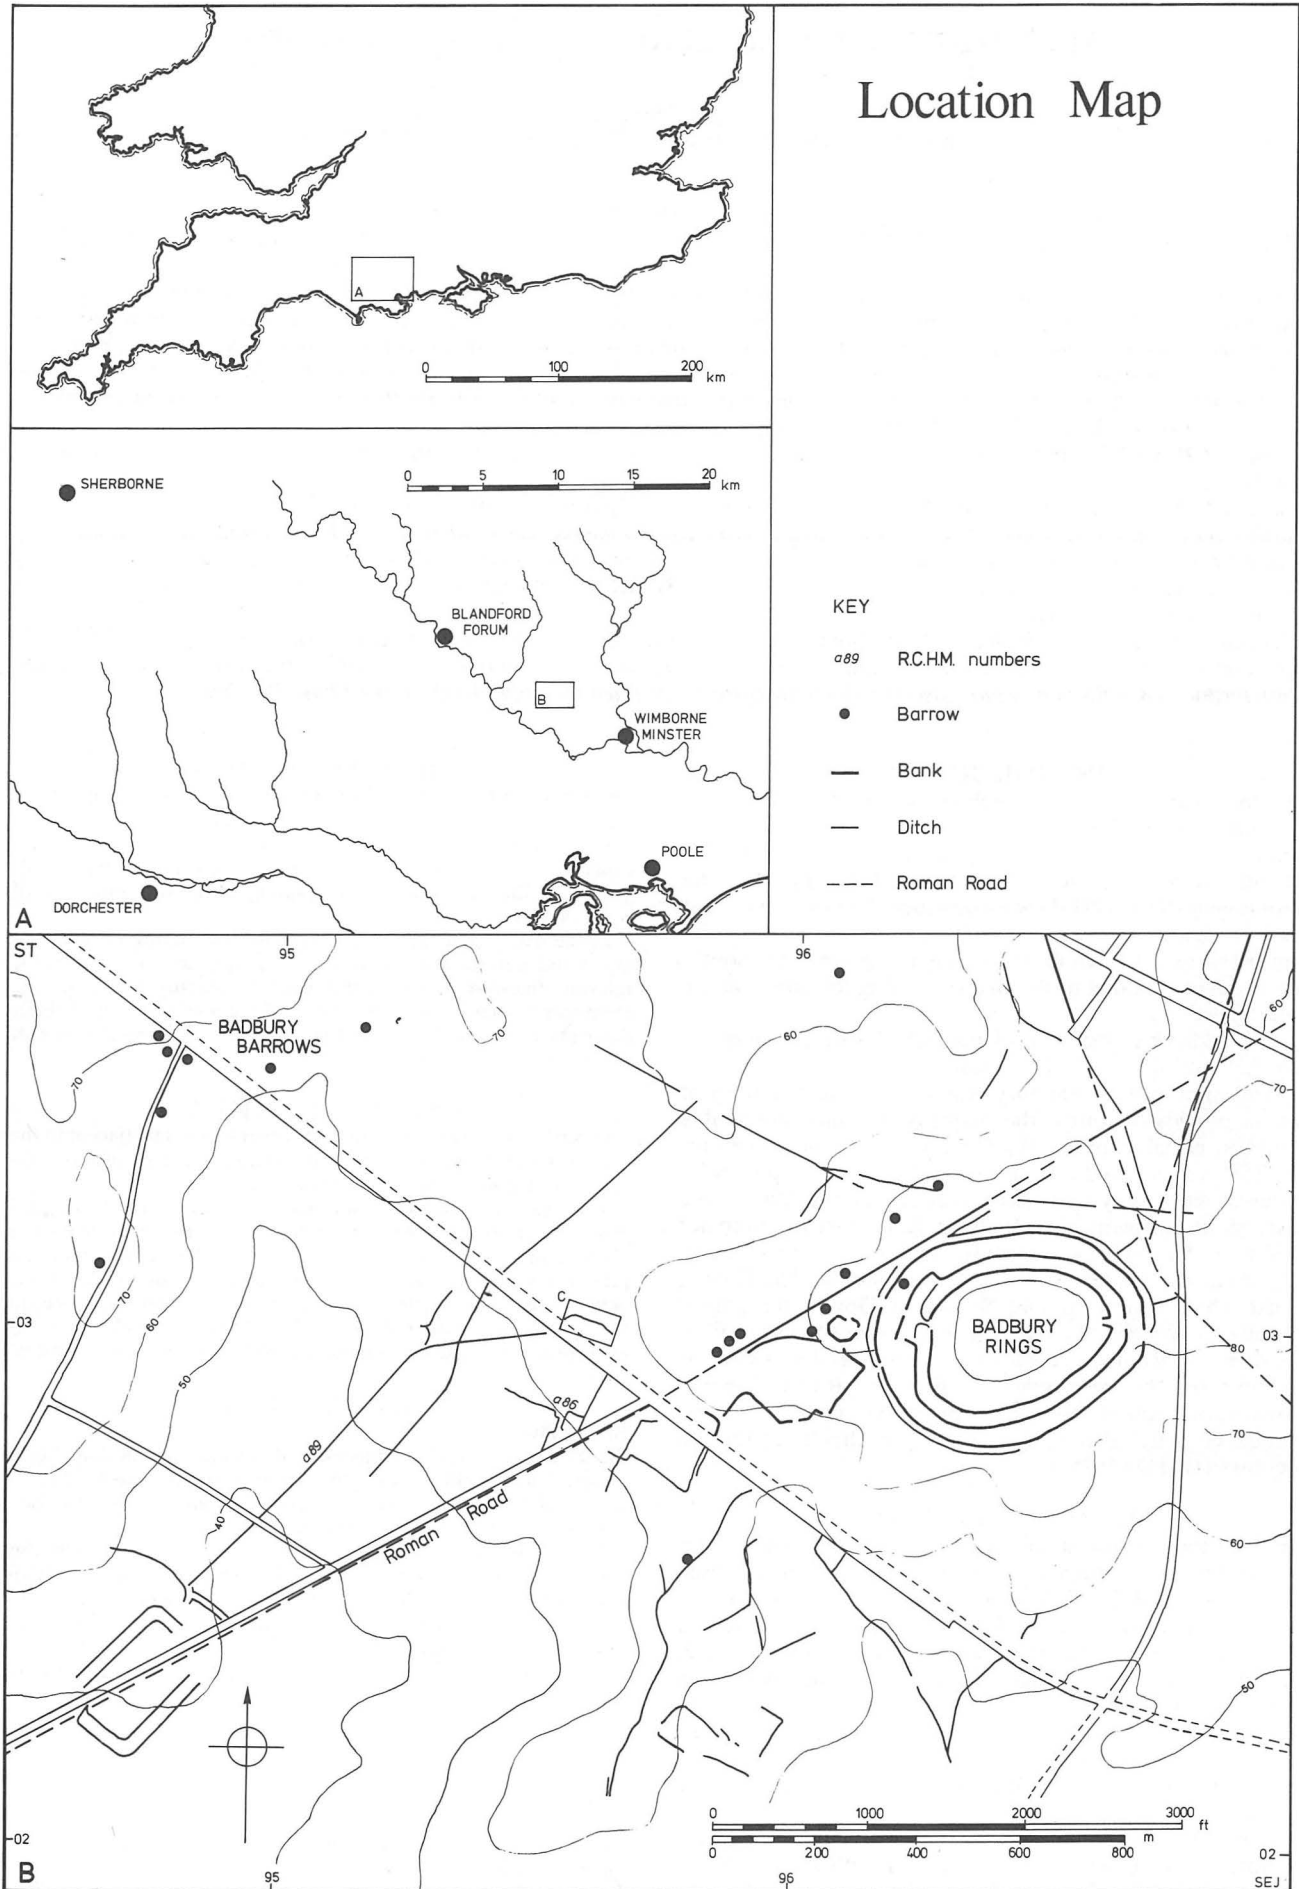 Location Map
A
0 100 200 km
SHERBORNE
0 5 10 15 20 km
BLANDFORD
FORUM
B
WIMBORNE
MINSTER
POOLE
DORCHESTER
A
KEY
a89 R.C.H.M. numbers
Barrow
Bank
Ditch
Roman Road
ST
95
96
60
60
70
70
70
BADBURY
BARROWS
70
60
50
03
C
BADBURY
RINGS
03
80
a86
70
a89
40
Roman Road
60
50
0 1000 2000 3000 ft
0 200 400 600 800 m
02
02
B
95
96
SEJ